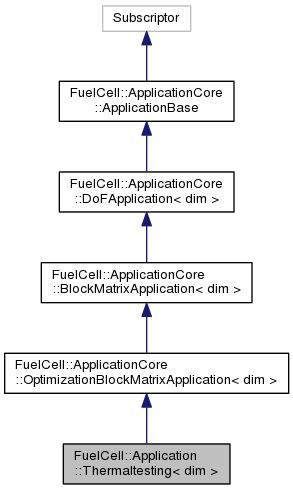 Subscriptor
FuelCell::ApplicationCore
::ApplicationBase
FuelCell::ApplicationCore
::DoFApplication< dim >
FuelCell::ApplicationCore
::BlockMatrixApplication< dim >
FuelCell::ApplicationCore
::OptimizationBlockMatrixApplication< dim >
FuelCell::Application
::Thermaltesting< dim >